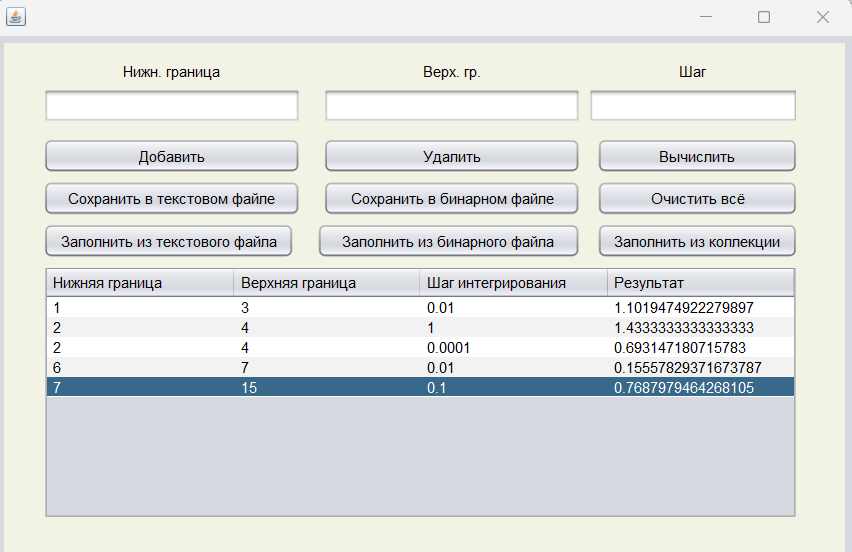 Нижн. граница Верх. гр. Шаг
Добавить Удалить Вычислить
Сохранить в текстовом файле Сохранить в бинарном файле Очистить всё
Заполнить из текстового файла Заполнить из бинарного файла Заполнить из коллекции
Нижняя граница Верхняя граница Шаг интегрирования Результат
1 3 0.01 1.1019474922279897
2 4 1 1.4333333333333333
2 4 0.0001 0.693147180715783
6 7 0.01 0.15557829371673787
7 15 0.1 0.7687979464268105